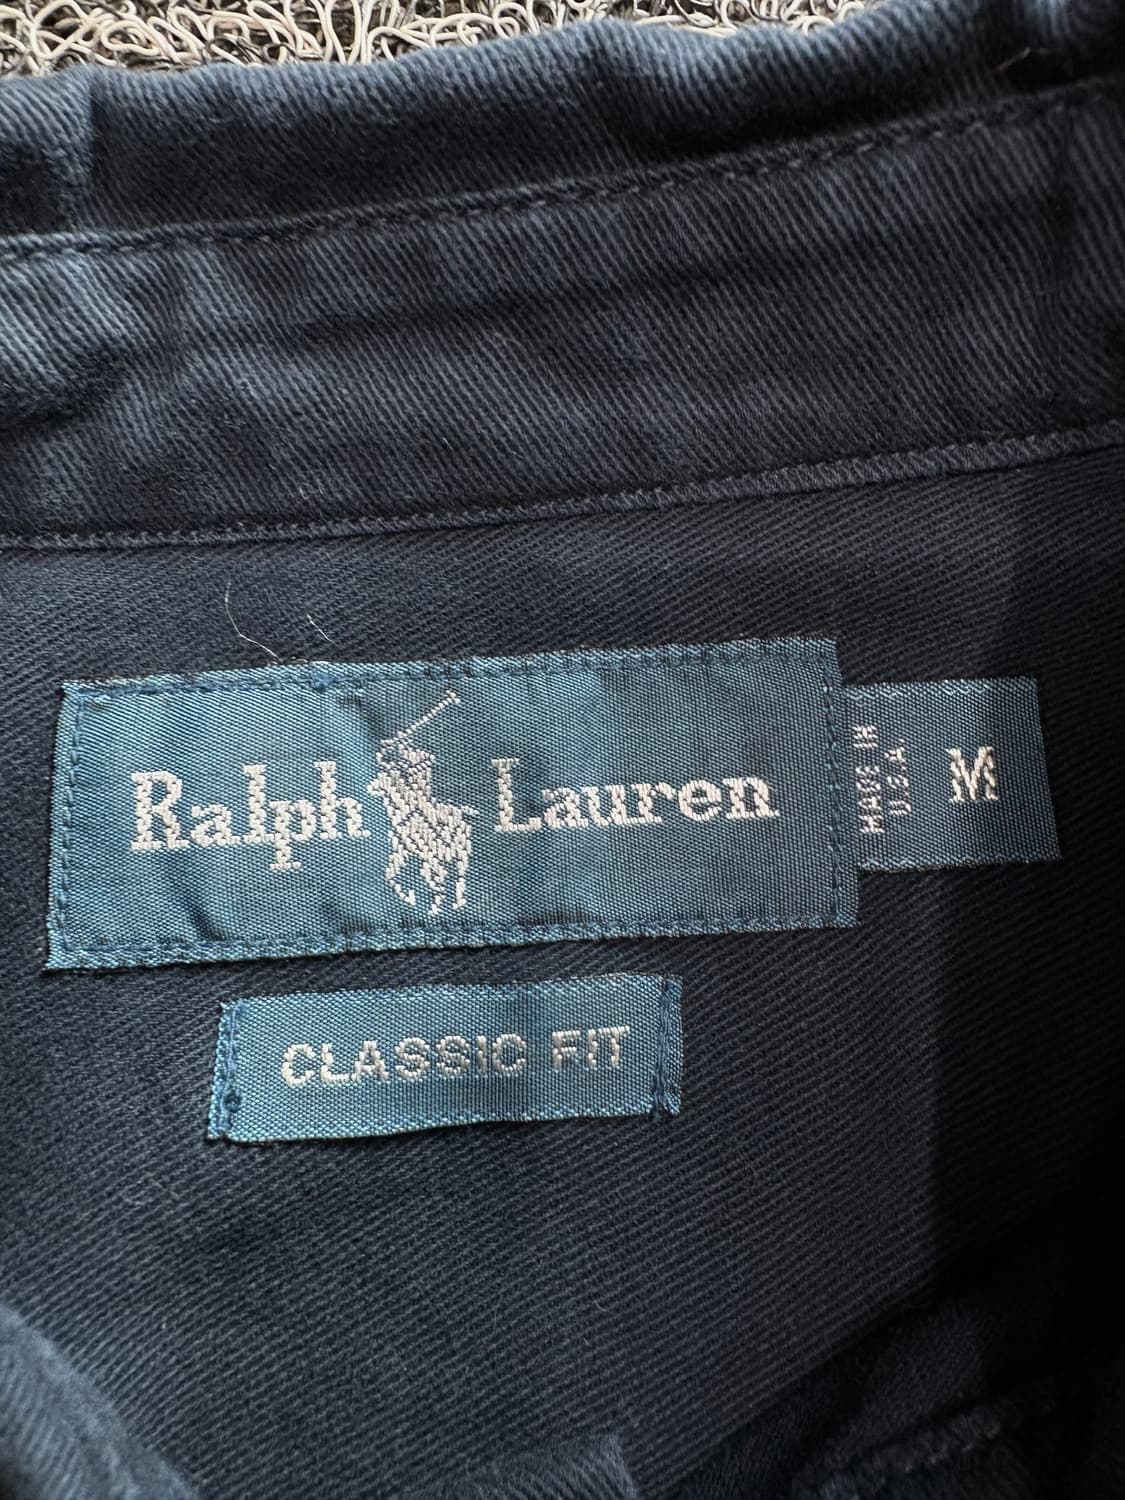 Ralph Lauren
MADE IN
U.S.A.
M
CLASSIC FIT